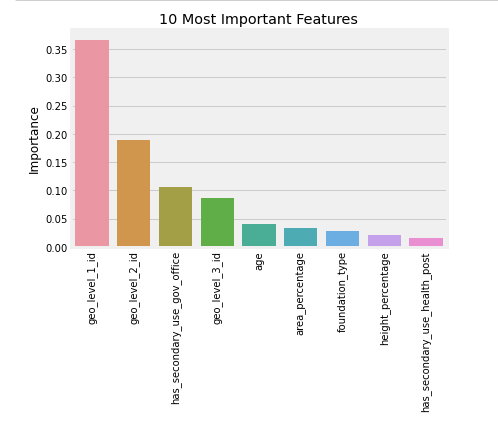 10 Most Important Features
Importance
0.35
0.30
0.25
0.20
0.15
0.10
0.05
0.00
geo_level_1_id
geo_level_2_id
has_secondary_use_gov_office
geo_level_3_id
age
area_percentage
foundation_type
height_percentage
has_secondary_use_health_post